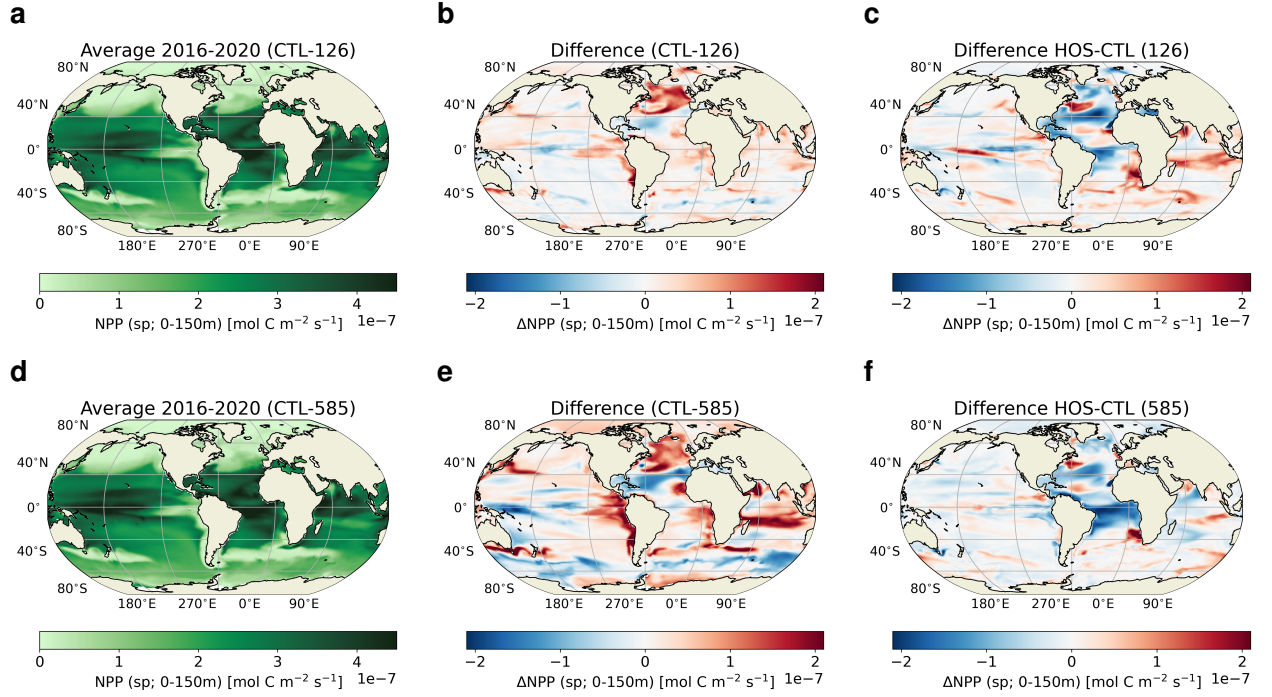 a
b
c
Average 2016-2020 (CTL-126)
Difference (CTL-126)
Difference HOS-CTL (126)
80°N
40°N
0°
40°S
80°S
180°E 270°E 0°E 90°E
80°N
40°N
0°
40°S
80°S
180°E 270°E 0°E 90°E
80°N
40°N
0°
40°S
80°S
180°E 270°E 0°E 90°E
0 1 2 3 4
NPP (sp; 0-150m) [mol C m⁻² s⁻¹] 1e−7
−2 −1 0 1 2
ΔNPP (sp; 0-150m) [mol C m⁻² s⁻¹] 1e−7
−2 −1 0 1 2
ΔNPP (sp; 0-150m) [mol C m⁻² s⁻¹] 1e−7
d
e
f
Average 2016-2020 (CTL-585)
Difference (CTL-585)
Difference HOS-CTL (585)
80°N
40°N
0°
40°S
80°S
180°E 270°E 0°E 90°E
80°N
40°N
0°
40°S
80°S
180°E 270°E 0°E 90°E
80°N
40°N
0°
40°S
80°S
180°E 270°E 0°E 90°E
0 1 2 3 4
NPP (sp; 0-150m) [mol C m⁻² s⁻¹] 1e−7
−2 −1 0 1 2
ΔNPP (sp; 0-150m) [mol C m⁻² s⁻¹] 1e−7
−2 −1 0 1 2
ΔNPP (sp; 0-150m) [mol C m⁻² s⁻¹] 1e−7